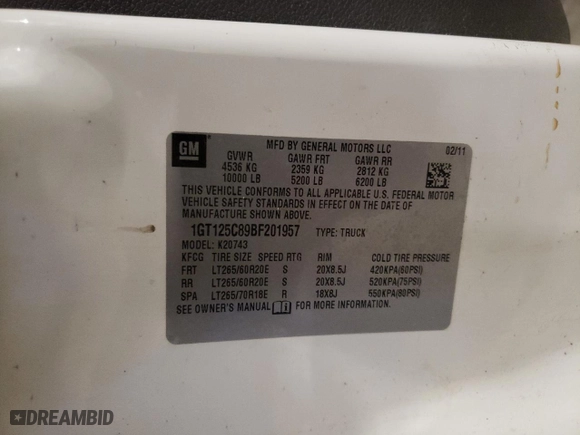 GM
MFD BY GENERAL MOTORS LLC
02/11
GVWR GAWR FRT GAWR RR
4536 KG 2359 KG 2812 KG
10000 LB 5200 LB 6200 LB
THIS VEHICLE CONFORMS TO ALL APPLICABLE U.S. FEDERAL MOTOR
VEHICLE SAFETY STANDARDS IN EFFECT ON THE DATE OF
MANUFACTURE SHOWN ABOVE.
1GT125C89BF201957 TYPE: TRUCK
MODEL: K20743
KFCG TIRE SIZE SPEED RTG RIM COLD TIRE PRESSURE
FRT LT265/60R20E S 20X8.5J 420KPA(60PSI)
RR LT265/60R20E S 20X8.5J 520KPA(75PSI)
SPA LT265/70R18E R 18X8J 550KPA(80PSI)
SEE OWNER'S MANUAL FOR MORE INFORMATION.
DREAMBID